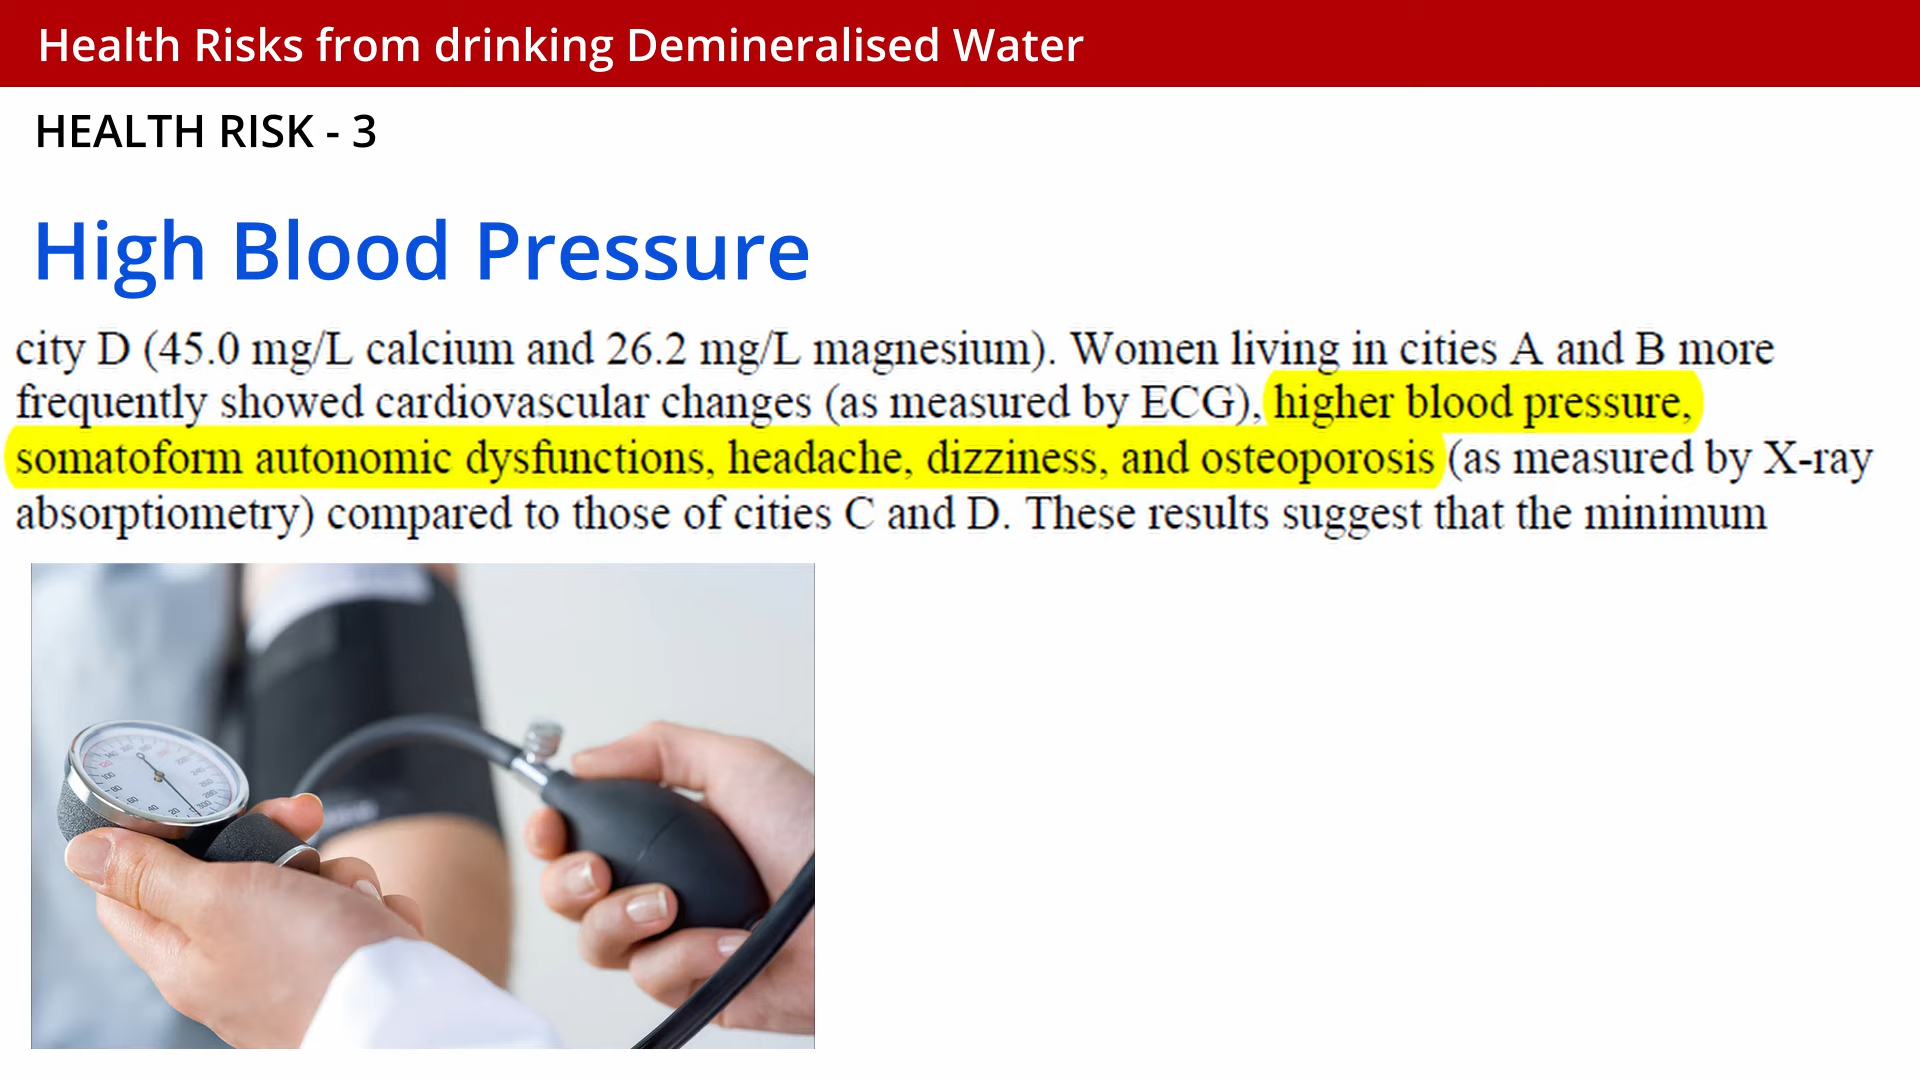 Health Risks from drinking Demineralised Water
HEALTH RISK - 3
High Blood Pressure
city D (45.0 mg/L calcium and 26.2 mg/L magnesium). Women living in cities A and B more
frequently showed cardiovascular changes (as measured by ECG), higher blood pressure,
somatoform autonomic dysfunctions, headache, dizziness, and osteoporosis (as measured by X-ray
absorptiometry) compared to those of cities C and D. These results suggest that the minimum